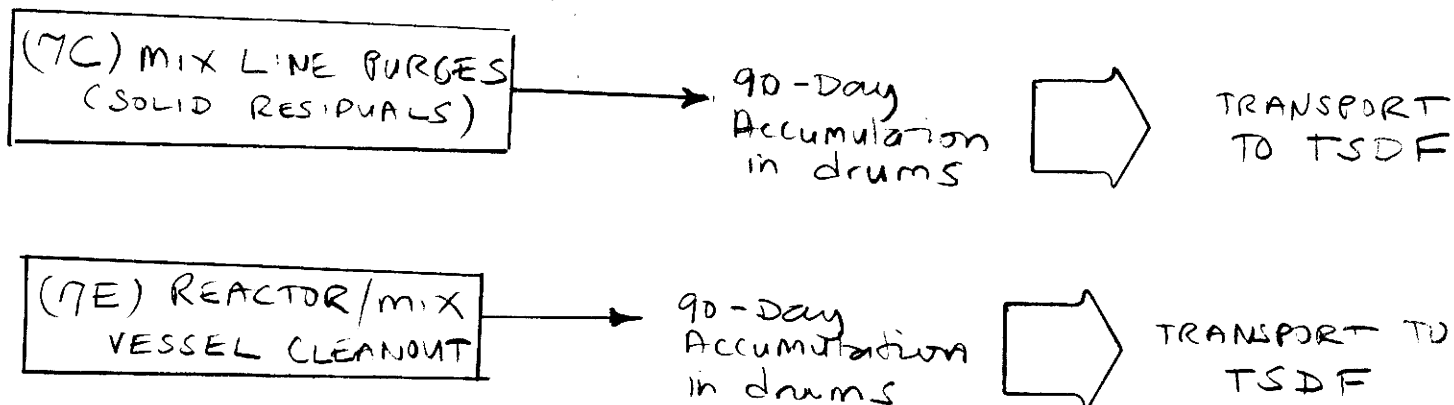 (7C) MIX LINE PURGES
(SOLID RESIDUALS)
90-Day
Accumulation
in drums
TRANSPORT
TO TSDF
(7E) REACTOR/MIX
VESSEL CLEANOUT
90-Day
Accumulation
in drums
TRANSPORT TO
TSDF